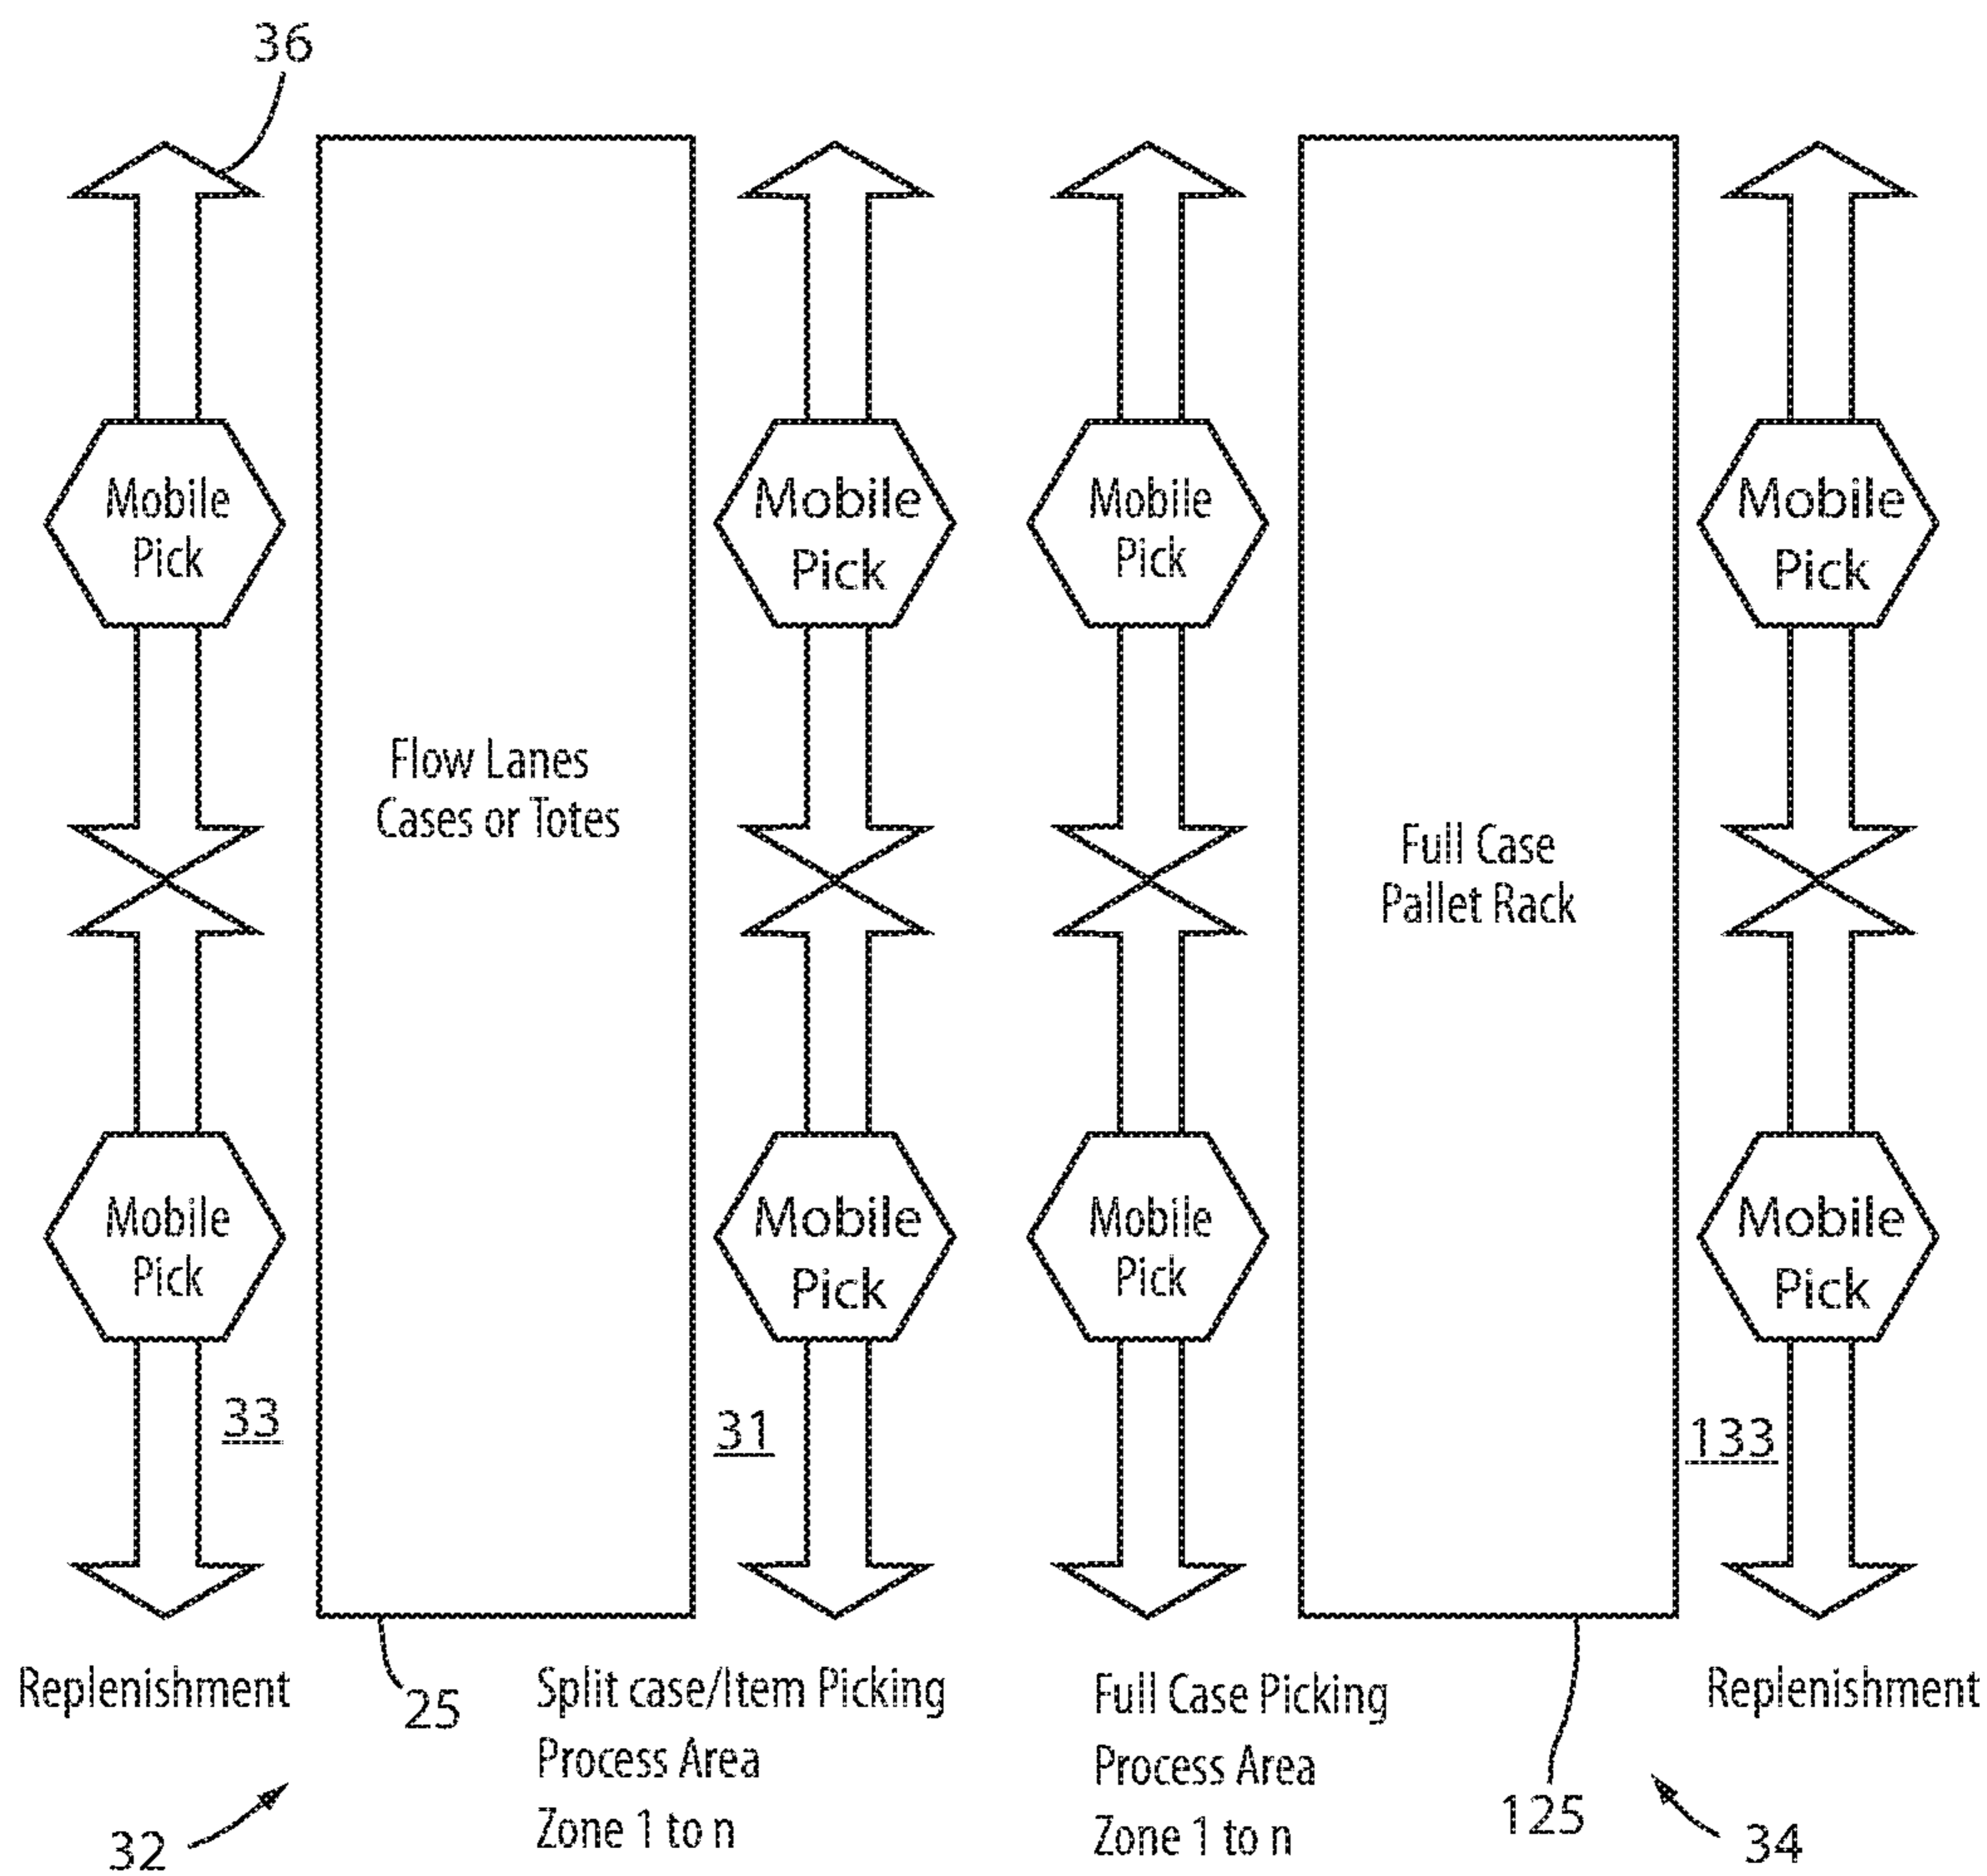 36
Mobile
Pick
Mobile
Pick
Mobile
Pick
Mobile
Pick
Flow Lanes
Cases or Totes
Full Case
Pallet Rack
Mobile
Pick
Mobile
Pick
Mobile
Pick
Mobile
Pick
33
31
133
Replenishment
25
Split case/Item Picking
Process Area
Zone 1 to n
Full Case Picking
Process Area
Zone 1 to n
125
Replenishment
32
34